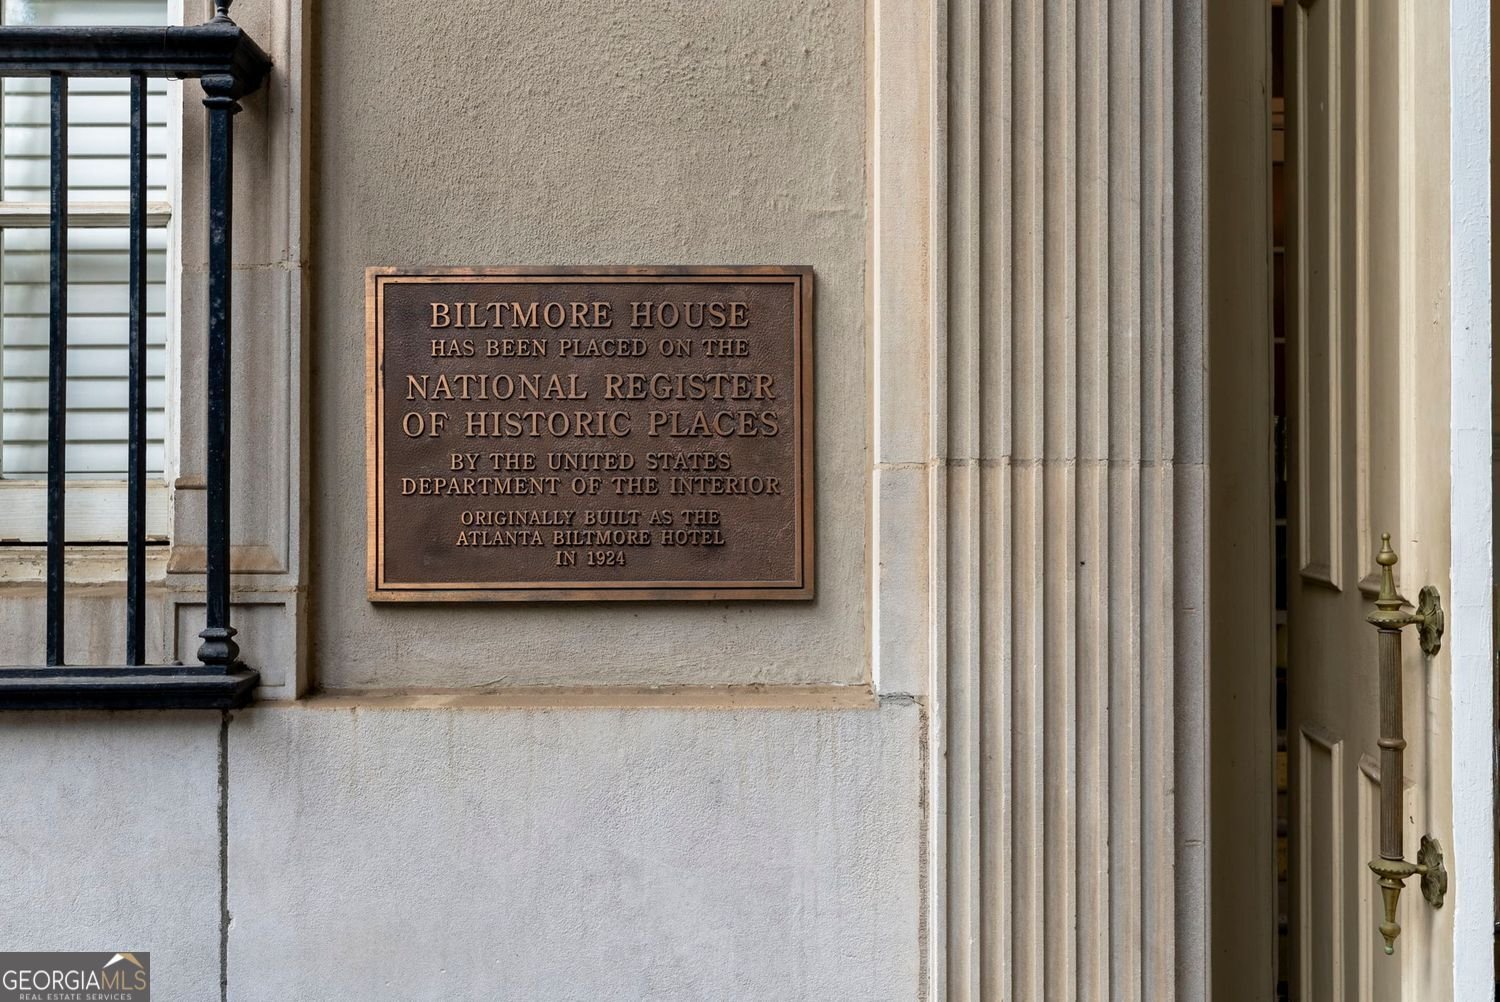 BILTMORE HOUSE
HAS BEEN PLACED ON THE
NATIONAL REGISTER
OF HISTORIC PLACES
BY THE UNITED STATES
DEPARTMENT OF THE INTERIOR
ORIGINALLY BUILT AS THE
ATLANTA BILTMORE HOTEL
IN 1924
GEORGIAMLS
REAL ESTATE SERVICES